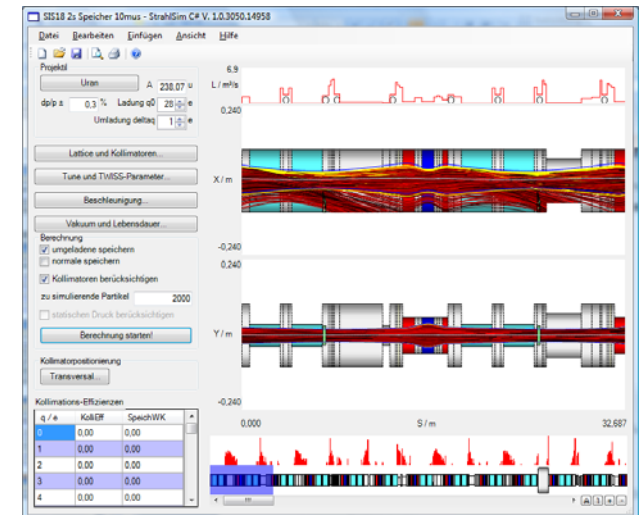 SIS18 2s Speicher 10mus - StrahlSim C# V. 1.0.3050.14958
Datei Bearbeiten Einfügen Ansicht Hilfe
Projektil
Uran A 238.07 u
dp/p ± 0,3 % Ladung q0 28 e
Umladung deltaq 1 e
Lattice und Kollimatoren...
Tune und TWISS-Parameter...
Beschleunigung...
Vakuum und Lebensdauer...
Berechnung
umgeladene speichern
normale speichern
Kollimatoren berücksichtigen
zu simulierende Partikel 2000
statischen Druck berücksichtigen
Berechnung starten!
Kollimatorpositionierung
Transversal...
Kollimations-Effizienzen
q / e KolliEff SpeichWK
0 0,00 0,00
1 0,00 0,00
2 0,00 0,00
3 0,00 0,00
4 0,00 0,00
6.9
L / m²/s
0,240
X / m
-0,240
0,240
Y / m
-0,240
0.000 S / m 32,687
A 1 + -